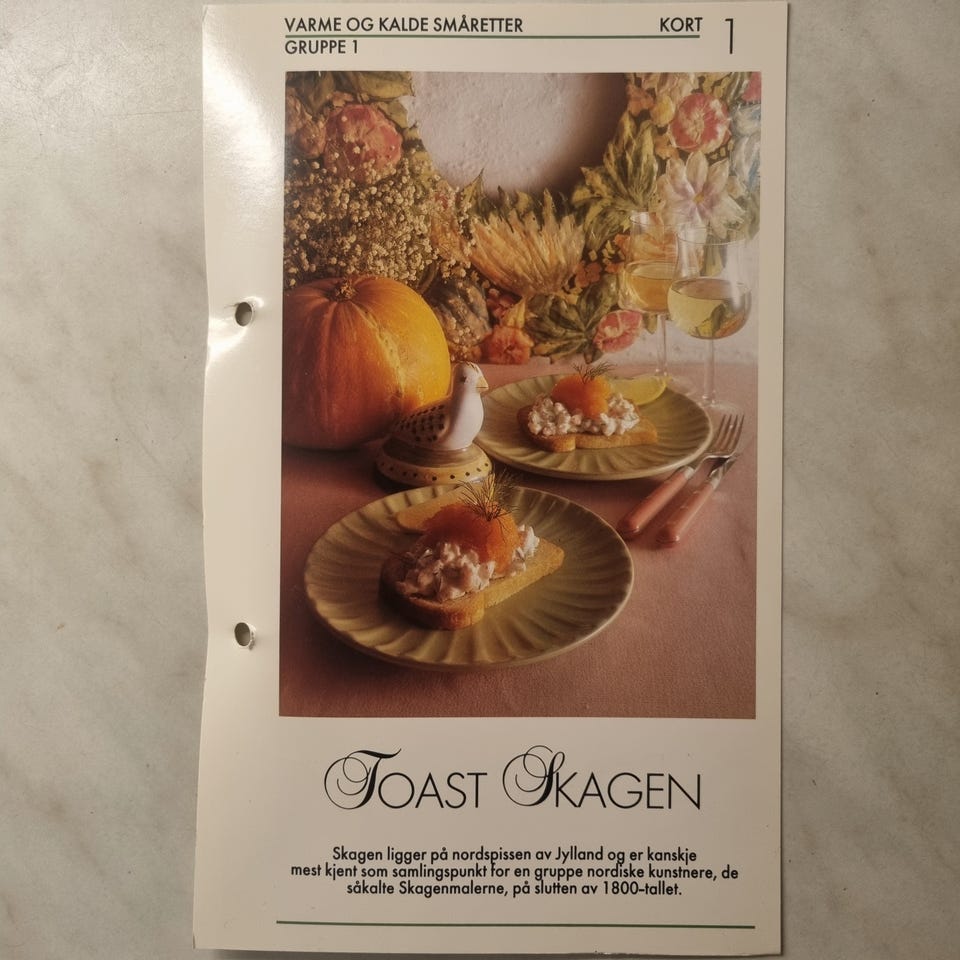 VARME OG KALDE SMÅRETTER KORT 1
GRUPPE 1
TOAST SKAGEN
Skagen ligger på nordspissen av Jylland og er kanskje
mest kjent som samlingspunkt for en gruppe nordiske kunstnere, de
såkalte Skagenmalerne, på slutten av 1800-tallet.